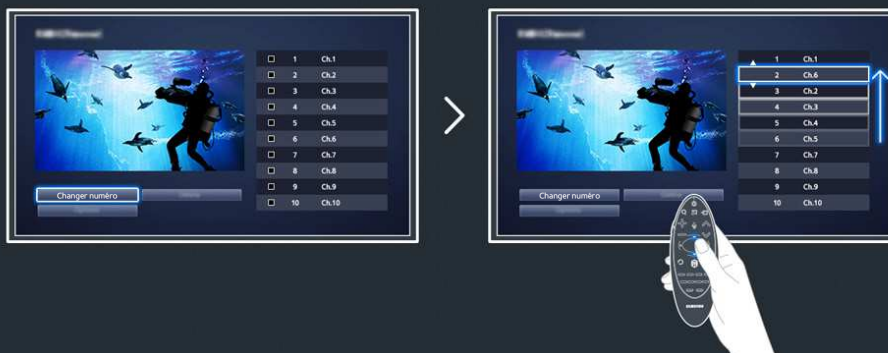 1 Ch.1
2 Ch.2
3 Ch.3
4 Ch.4
5 Ch.5
6 Ch.6
7 Ch.7
8 Ch.8
9 Ch.9
10 Ch.10
Changer numéro
1 Ch.1
2 Ch.6
3 Ch.2
4 Ch.3
5 Ch.4
6 Ch.5
7 Ch.7
8 Ch.8
9 Ch.9
10 Ch.10
Changer numéro
SAMSUNG